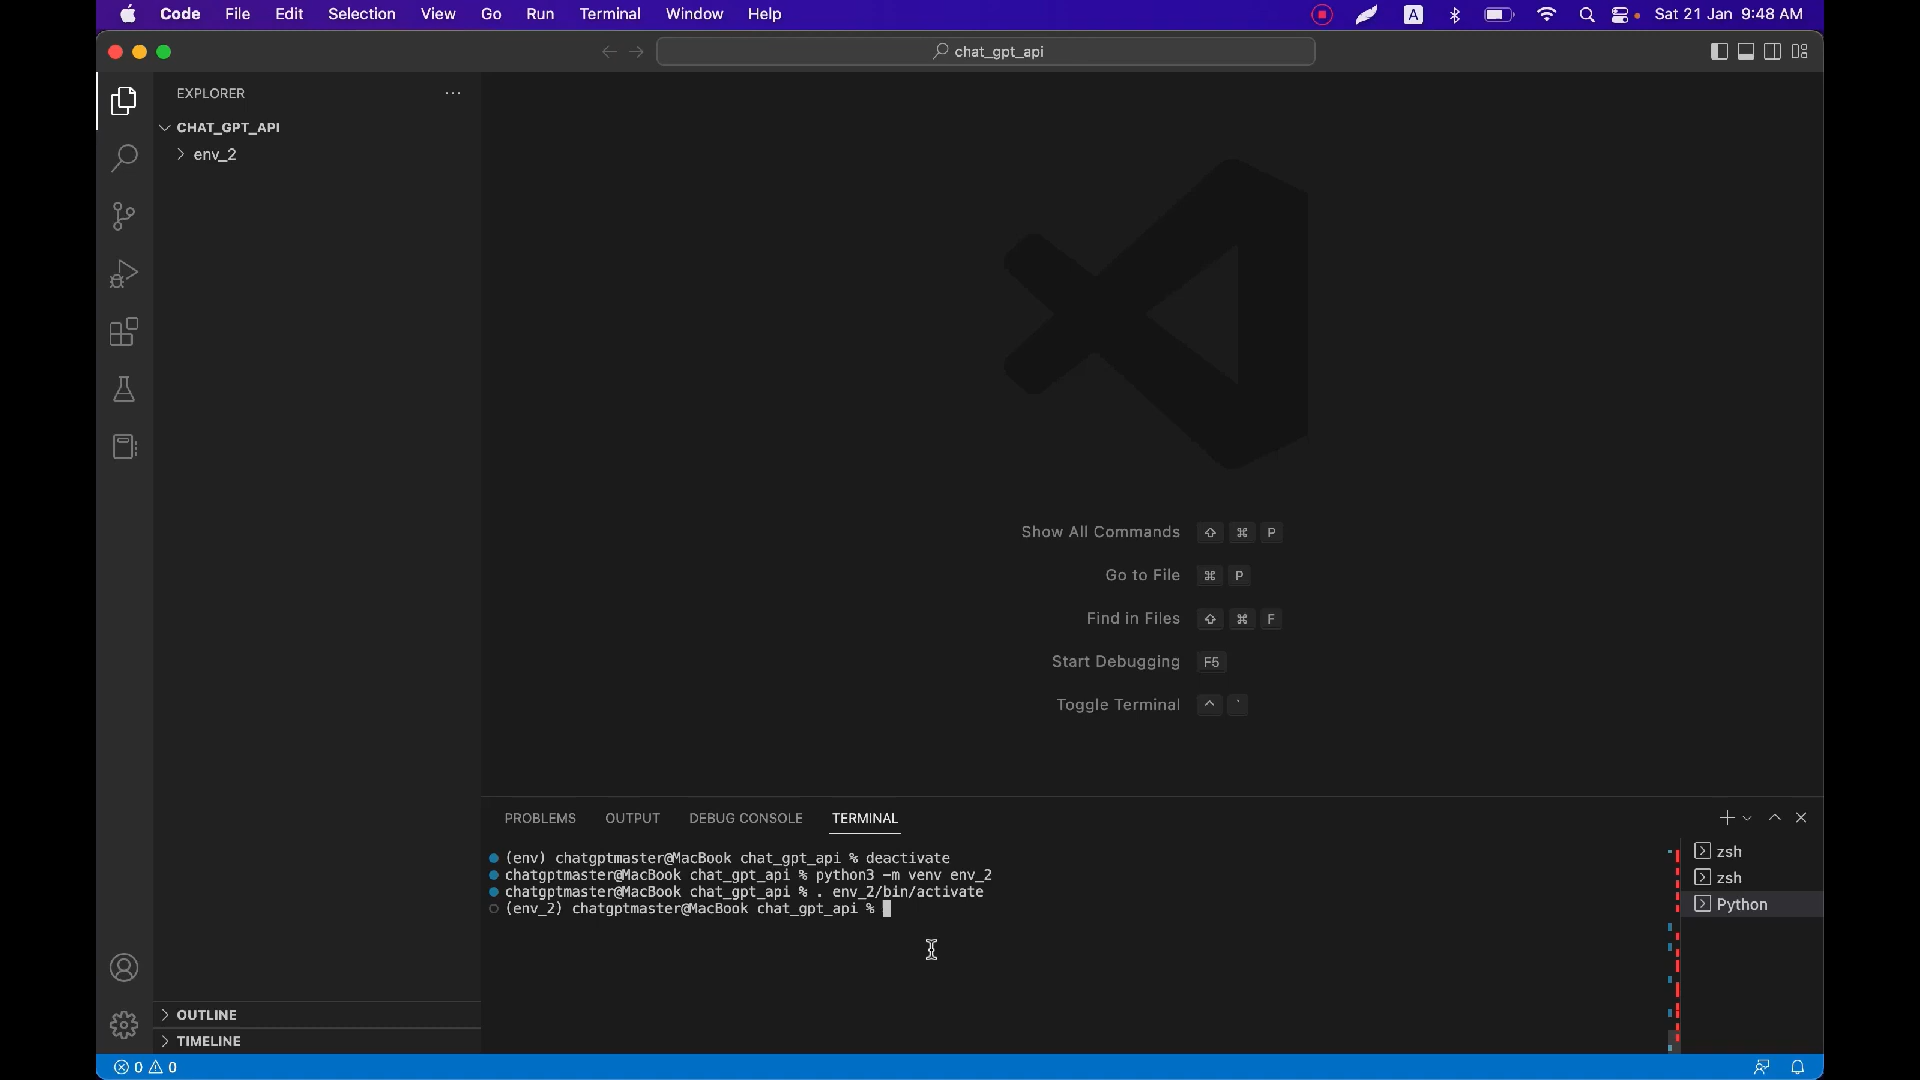 Code File Edit Selection View Go Run Terminal Window Help A Sat 21 Jan 9:48 AM
chat_gpt_api
EXPLORER ...
CHAT_GPT_API
env_2
Show All Commands ⇧ ⌘ P
Go to File ⌘ P
Find in Files ⇧ ⌘ F
Start Debugging F5
Toggle Terminal ^ `
PROBLEMS OUTPUT DEBUG CONSOLE TERMINAL
(env) chatgptmaster@MacBook chat_gpt_api % deactivate
chatgptmaster@MacBook chat_gpt_api % python3 -m venv env_2
chatgptmaster@MacBook chat_gpt_api % . env_2/bin/activate
(env_2) chatgptmaster@MacBook chat_gpt_api %
zsh
zsh
Python
OUTLINE
TIMELINE
0 0